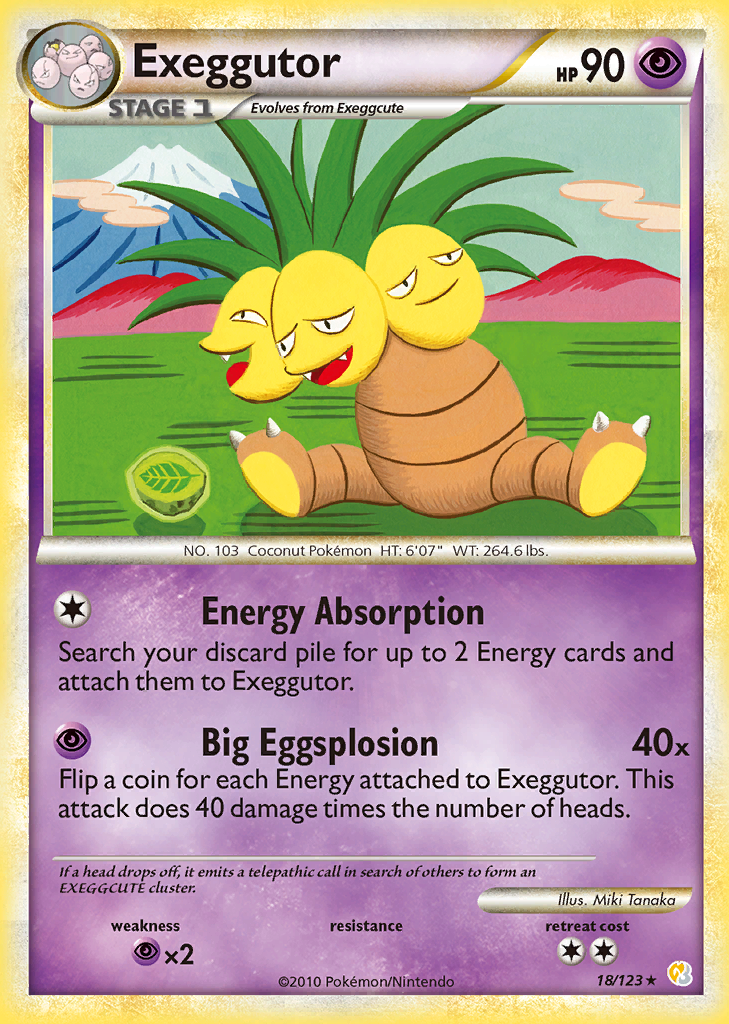 Exeggutor
HP 90
STAGE 1
Evolves from Exeggcute
NO. 103 Coconut Pokémon HT: 6'07" WT: 264.6 lbs.
Energy Absorption
Search your discard pile for up to 2 Energy cards and
attach them to Exeggutor.
Big Eggsplosion 40x
Flip a coin for each Energy attached to Exeggutor. This
attack does 40 damage times the number of heads.
If a head drops off, it emits a telepathic call in search of others to form an
EXEGGCUTE cluster.
Illus. Miki Tanaka
weakness resistance retreat cost
×2
©2010 Pokémon/Nintendo 18/123 ★